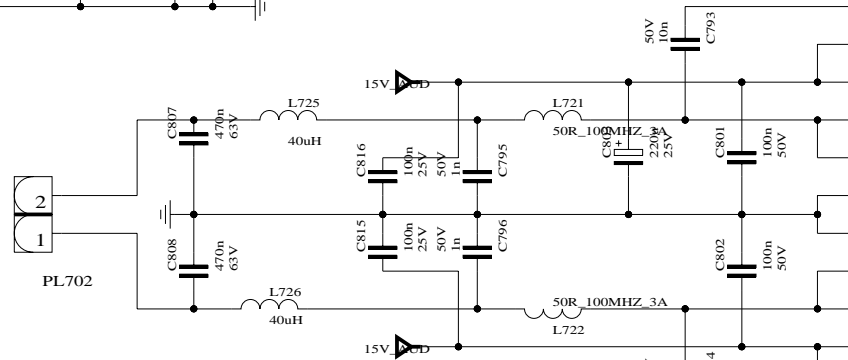 50V
10n
C793
15V_AUD
L725
40uH
C807
470n
63V
L721
50R_100MHZ_3A
220u
25V
C801
100n
50V
C816
100n
25V
50V
1n
C795
2
1
PL702
C808
470n
63V
C815
100n
25V
50V
1n
C796
C802
100n
50V
L726
40uH
50R_100MHZ_3A
L722
15V_AUD
4